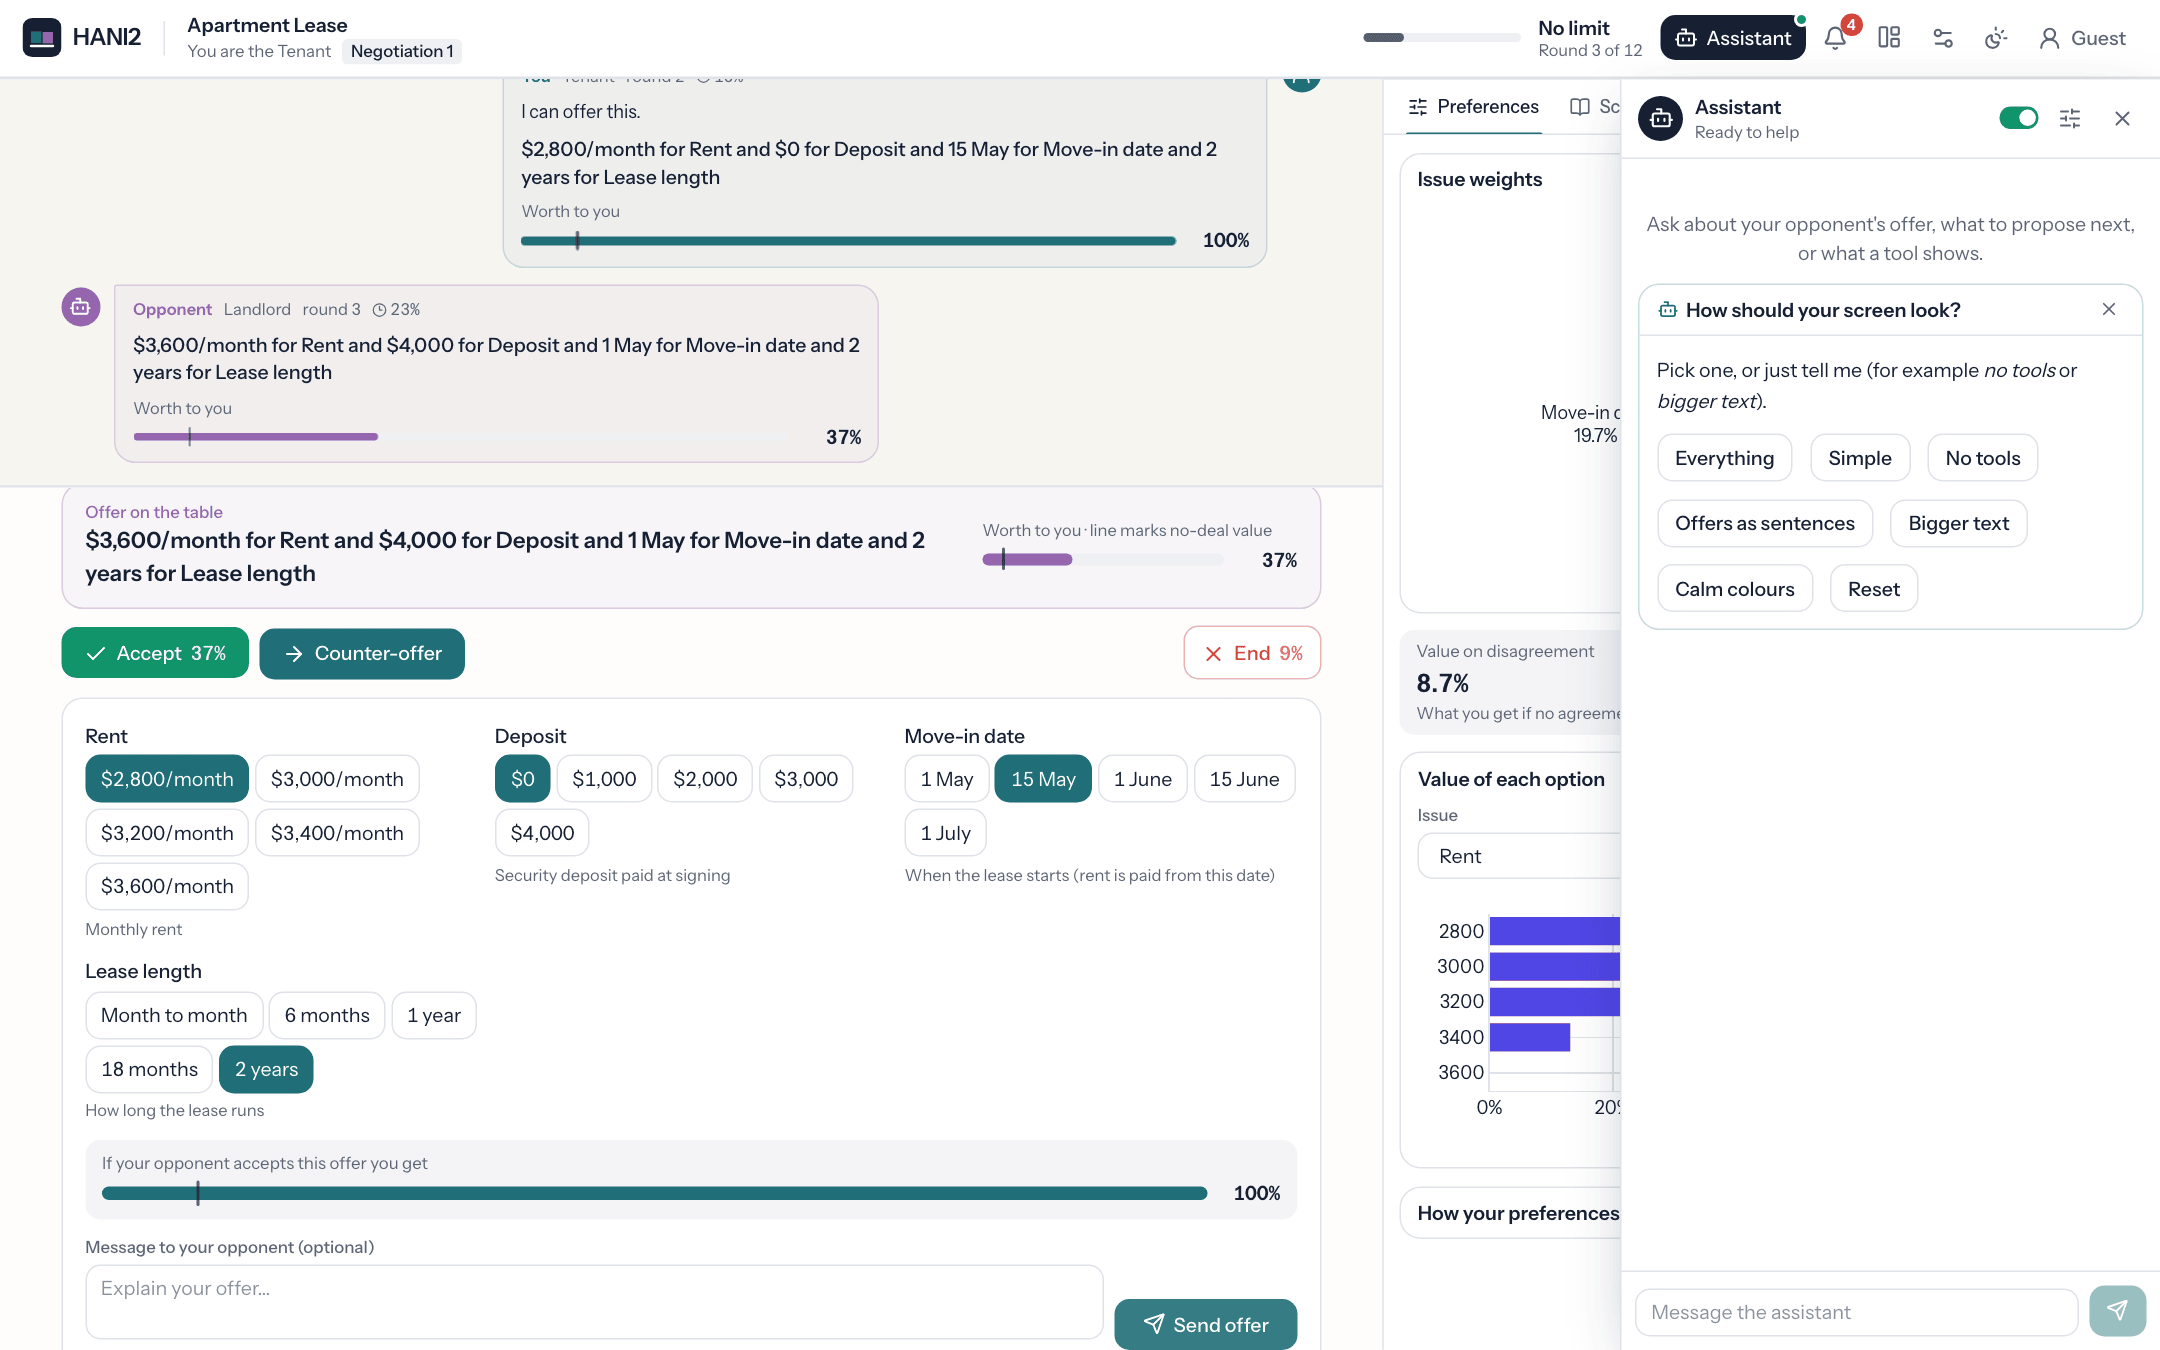 HANI2
Apartment Lease
You are the Tenant Negotiation 1
No limit
Round 3 of 12
Assistant
4
Guest
You Tenant round 2
I can offer this.
$2,800/month for Rent and $0 for Deposit and 15 May for Move-in date and 2
years for Lease length
Worth to you
100%
Opponent Landlord round 3 23%
$3,600/month for Rent and $4,000 for Deposit and 1 May for Move-in date and 2
years for Lease length
Worth to you
37%
Offer on the table
$3,600/month for Rent and $4,000 for Deposit and 1 May for Move-in date and 2
years for Lease length
Worth to you · line marks no-deal value
37%
Accept 37%
Counter-offer
End 9%
Rent
$2,800/month $3,000/month
$3,200/month $3,400/month
$3,600/month
Monthly rent
Deposit
$0 $1,000 $2,000 $3,000
$4,000
Security deposit paid at signing
Move-in date
1 May 15 May 1 June 15 June
1 July
When the lease starts (rent is paid from this date)
Lease length
Month to month 6 months 1 year
18 months 2 years
How long the lease runs
If your opponent accepts this offer you get
100%
Message to your opponent (optional)
Explain your offer...
Send offer
Preferences
Issue weights
Move-in
19.7%
Value on disagreement
8.7%
What you get if no
Value of each option
Issue
Rent
2800
3000
3200
3400
3600
0%
How your preferences
Assistant
Ready to help
Ask about your opponent's offer, what to propose next,
or what a tool shows.
How should your screen look?
Pick one, or just tell me (for example no tools or
bigger text).
Everything Simple No tools
Offers as sentences Bigger text
Calm colours Reset
Message the assistant